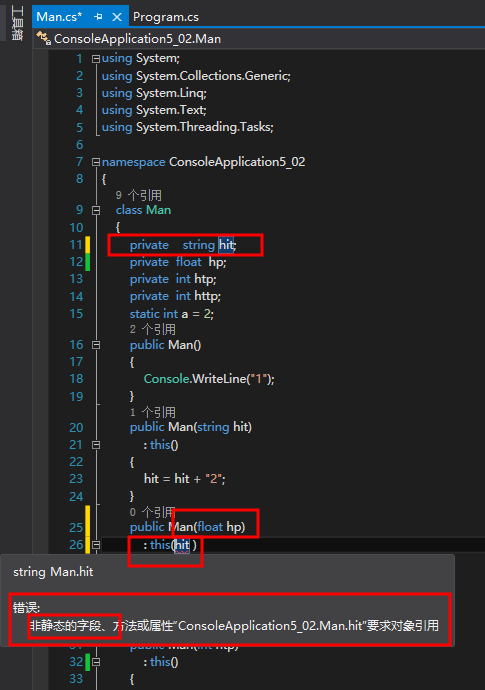 工具箱
Man.cs*
Program.cs
ConsoleApplication5_02.Man
1 using System;
2 using System.Collections.Generic;
3 using System.Linq;
4 using System.Text;
5 using System.Threading.Tasks;
6
7 namespace ConsoleApplication5_02
8 {
9 个引用
9 class Man
10 {
11 private string hit;
12 private float hp;
13 private int htp;
14 private int http;
15 static int a = 2;
2 个引用
16 public Man()
17 {
18 Console.WriteLine("1");
19 }
1 个引用
20 public Man(string hit)
21 : this()
22 {
23 hit = hit + "2";
24 }
0 个引用
25 public Man(float hp)
26 : this(hit )
string Man.hit
错误:
非静态的字段、方法或属性“ConsoleApplication5_02.Man.hit”要求对象引用
31 public Man(int http)
32 : this()
33 {